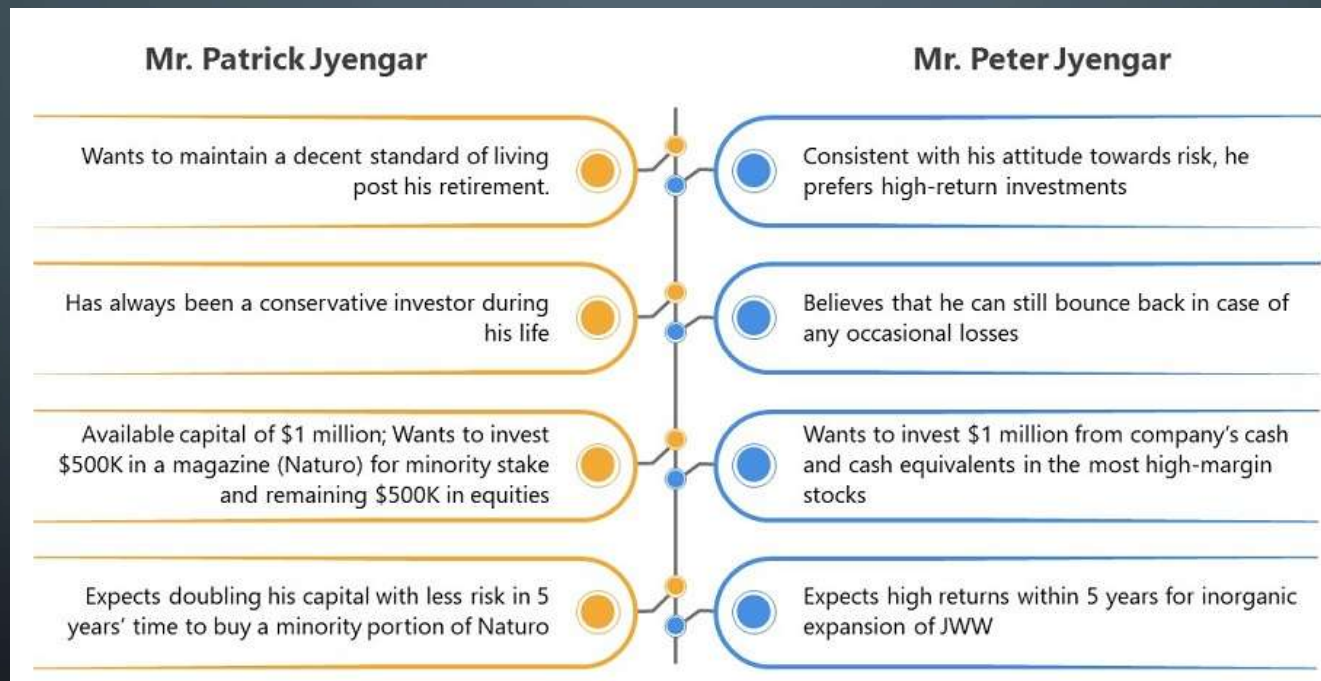 Mr. Patrick Jyengar
Wants to maintain a decent standard of living
post his retirement.
Has always been a conservative investor during
his life
Available capital of $1 million; Wants to invest
$500K in a magazine (Naturo) for minority stake
and remaining $500K in equities
Expects doubling his capital with less risk in 5
years’ time to buy a minority portion of Naturo
Mr. Peter Jyengar
Consistent with his attitude towards risk, he
prefers high-return investments
Believes that he can still bounce back in case of
any occasional losses
Wants to invest $1 million from company’s cash
and cash equivalents in the most high-margin
stocks
Expects high returns within 5 years for inorganic
expansion of JWW